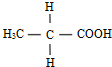 H
H₃C — C — COOH
H